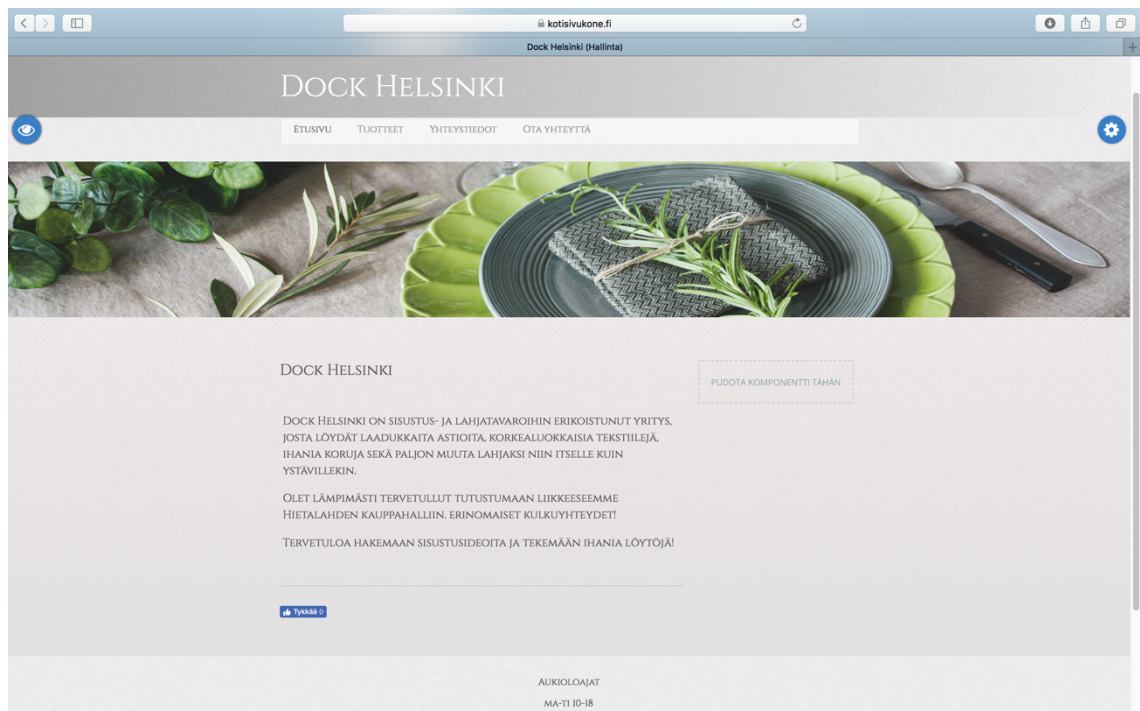 kotisivukone.fi
Dock Helsinki (Hallinta)
Dock Helsinki
Etusivu Tuotteet Yhteystiedot Ota yhteyttä
Dock Helsinki
PUDOTA KOMPONENTTI TÄHÄN
Dock Helsinki on sisustus- ja lahjatavaroihin erikoistunut yritys,
josta löydät laadukkaita astioita, korkealuokkaisia tekstiilejä,
ihania koruja sekä paljon muuta lahjaksi niin itselle kuin
ystävillekin.
Olet lämpimästi tervetullut tutustumaan liikkeeseemme
Hietalahden kauppahalliin. erinomaiset kulkuyhteydet!
Tervetuloa hakemaan sisustusideoita ja tekemään ihania löytöjä!
Tykkää 0
Aukioloajat
ma-ti 10-18